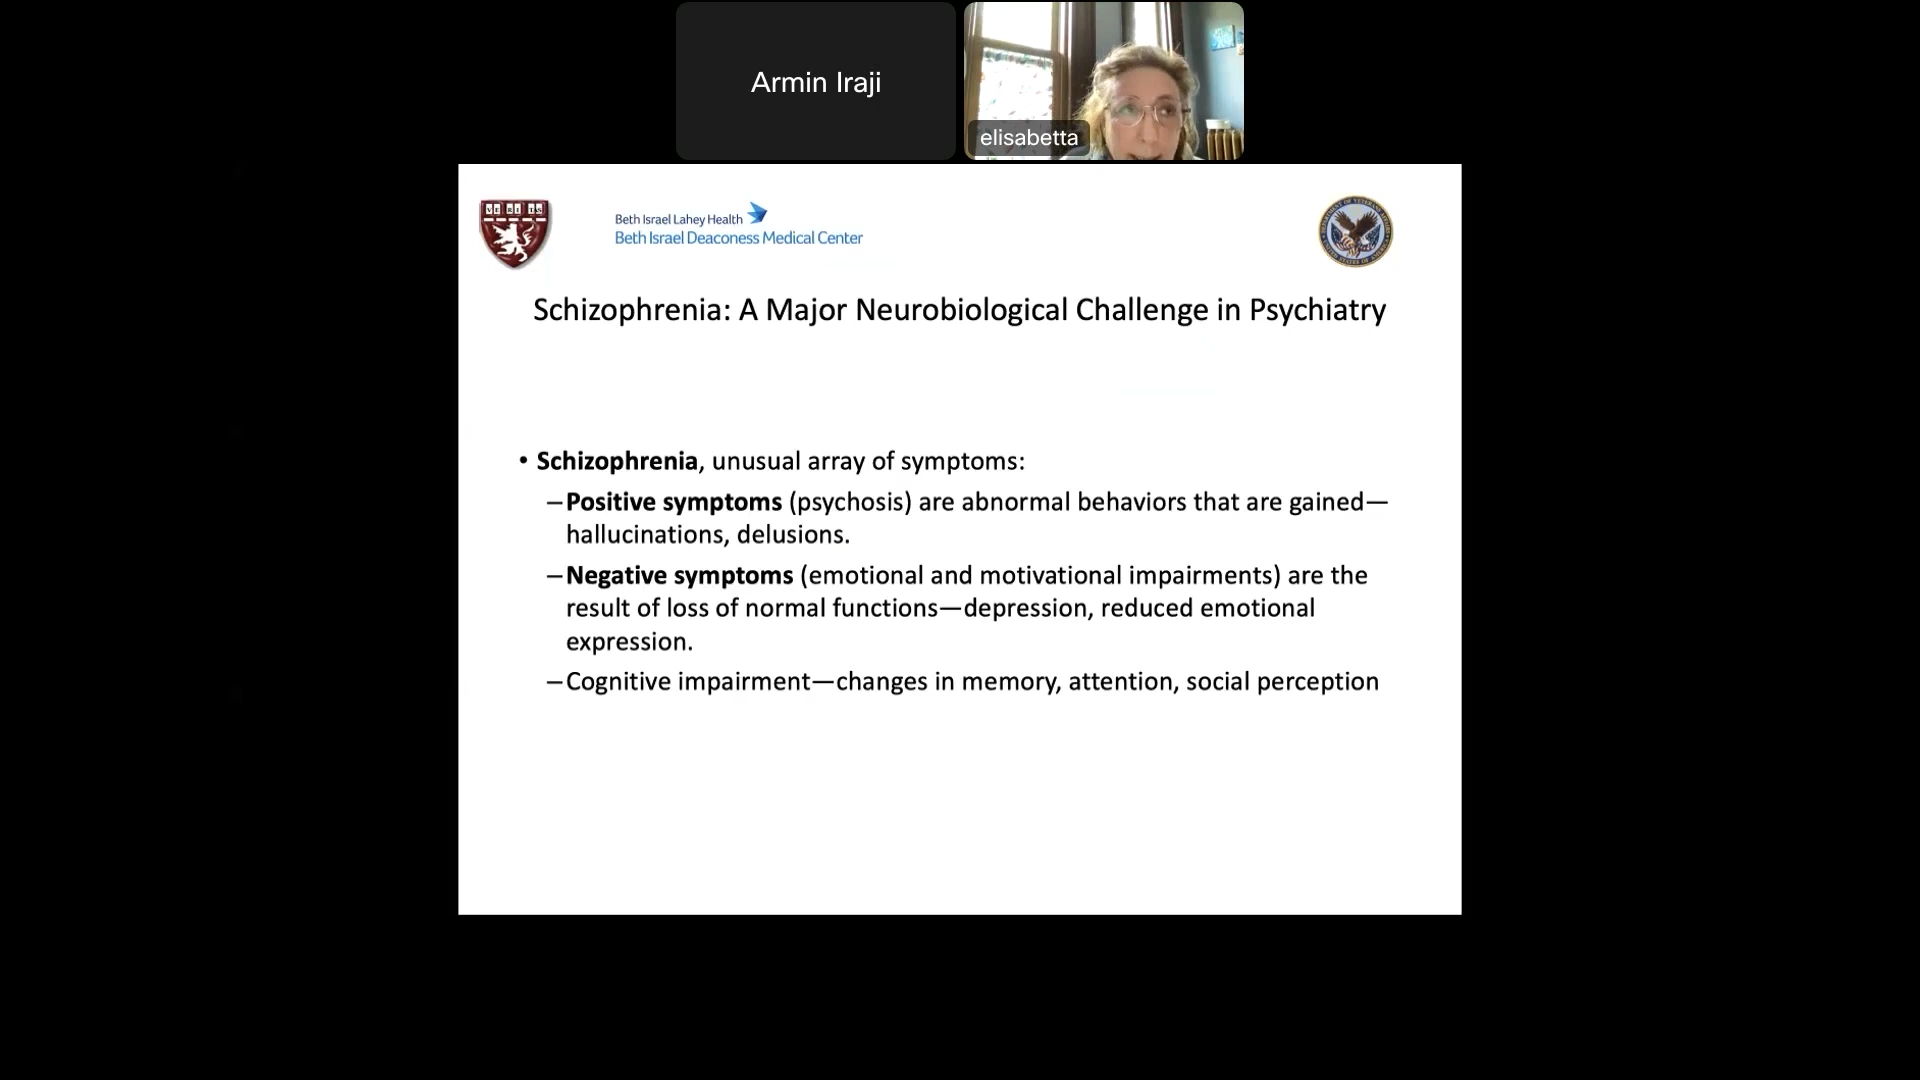 Armin Iraji
elisabetta
Beth Israel Lahey Health
Beth Israel Deaconess Medical Center
Schizophrenia: A Major Neurobiological Challenge in Psychiatry
• Schizophrenia, unusual array of symptoms:
–Positive symptoms (psychosis) are abnormal behaviors that are gained—
hallucinations, delusions.
–Negative symptoms (emotional and motivational impairments) are the
result of loss of normal functions—depression, reduced emotional
expression.
–Cognitive impairment—changes in memory, attention, social perception